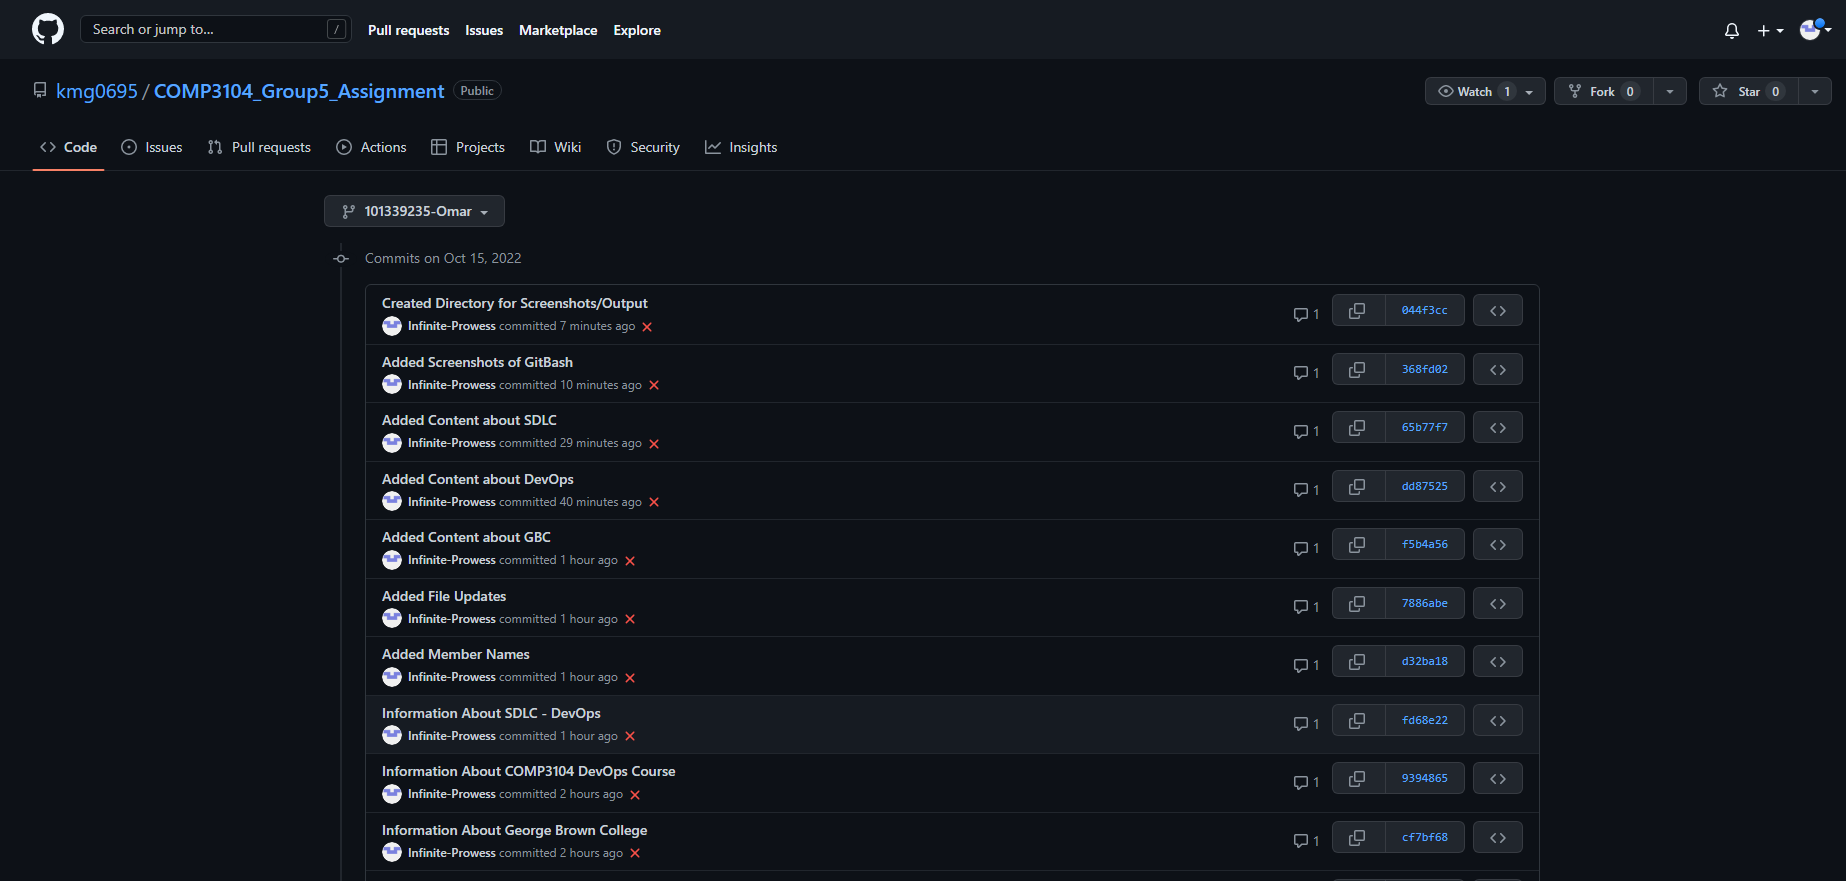 Search or jump to... /
Pull requests Issues Marketplace Explore
kmg0695 / COMP3104_Group5_Assignment Public
Watch 1 Fork 0 Star 0
Code Issues Pull requests Actions Projects Wiki Security Insights
101339235-Omar
Commits on Oct 15, 2022
Created Directory for Screenshots/Output
Infinite-Prowess committed 7 minutes ago
1 044f3cc
Added Screenshots of GitBash
Infinite-Prowess committed 10 minutes ago
1 368fd02
Added Content about SDLC
Infinite-Prowess committed 29 minutes ago
1 65b77f7
Added Content about DevOps
Infinite-Prowess committed 40 minutes ago
1 dd87525
Added Content about GBC
Infinite-Prowess committed 1 hour ago
1 f5b4a56
Added File Updates
Infinite-Prowess committed 1 hour ago
1 7886abe
Added Member Names
Infinite-Prowess committed 1 hour ago
1 d32ba18
Information About SDLC - DevOps
Infinite-Prowess committed 1 hour ago
1 fd68e22
Information About COMP3104 DevOps Course
Infinite-Prowess committed 2 hours ago
1 9394865
Information About George Brown College
Infinite-Prowess committed 2 hours ago
1 cf7bf68